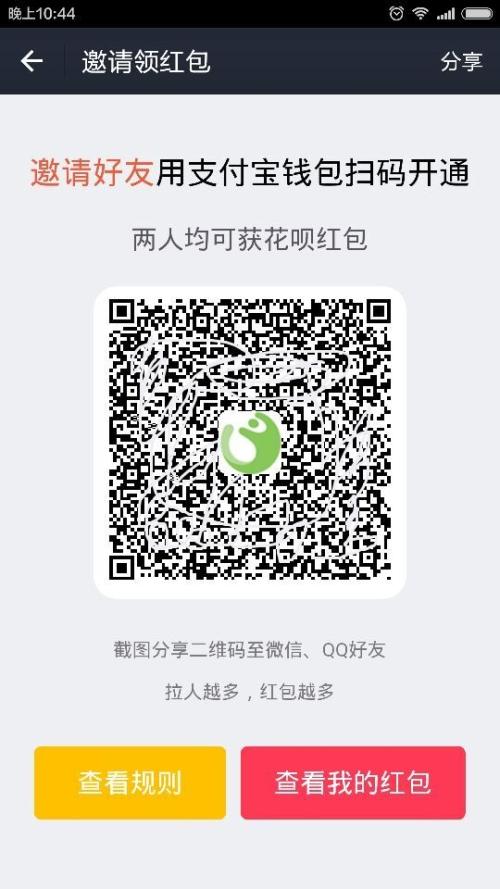 晚上10:44
邀请领红包
分享
邀请好友用支付宝钱包扫码开通
两人均可获花呗红包
截图分享二维码至微信、QQ好友
拉人越多，红包越多
查看规则
查看我的红包